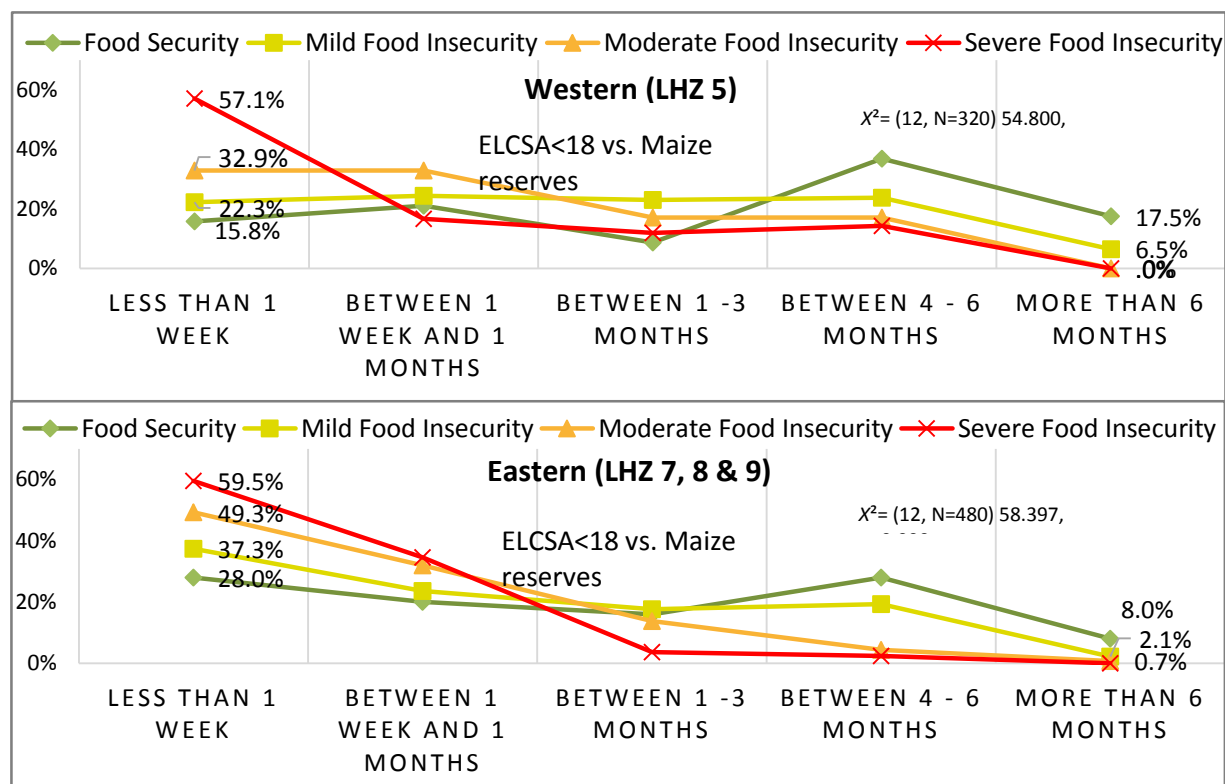 Food Security Mild Food Insecurity Moderate Food Insecurity Severe Food Insecurity
Western (LHZ 5)
ELCSA<18 vs. Maize
reserves
X²= (12, N=320) 54.800,
60%
40%
20%
0%
57.1%
32.9%
22.3%
15.8%
17.5%
6.5%
.0%
LESS THAN 1
WEEK
BETWEEN 1
WEEK AND 1
MONTHS
BETWEEN 1 -3
MONTHS
BETWEEN 4 - 6
MONTHS
MORE THAN 6
MONTHS
Food Security Mild Food Insecurity Moderate Food Insecurity Severe Food Insecurity
Eastern (LHZ 7, 8 & 9)
ELCSA<18 vs. Maize
reserves
X²= (12, N=480) 58.397,
60%
40%
20%
0%
59.5%
49.3%
37.3%
28.0%
8.0%
2.1%
0.7%
LESS THAN 1
WEEK
BETWEEN 1
WEEK AND 1
MONTHS
BETWEEN 1 -3
MONTHS
BETWEEN 4 - 6
MONTHS
MORE THAN 6
MONTHS